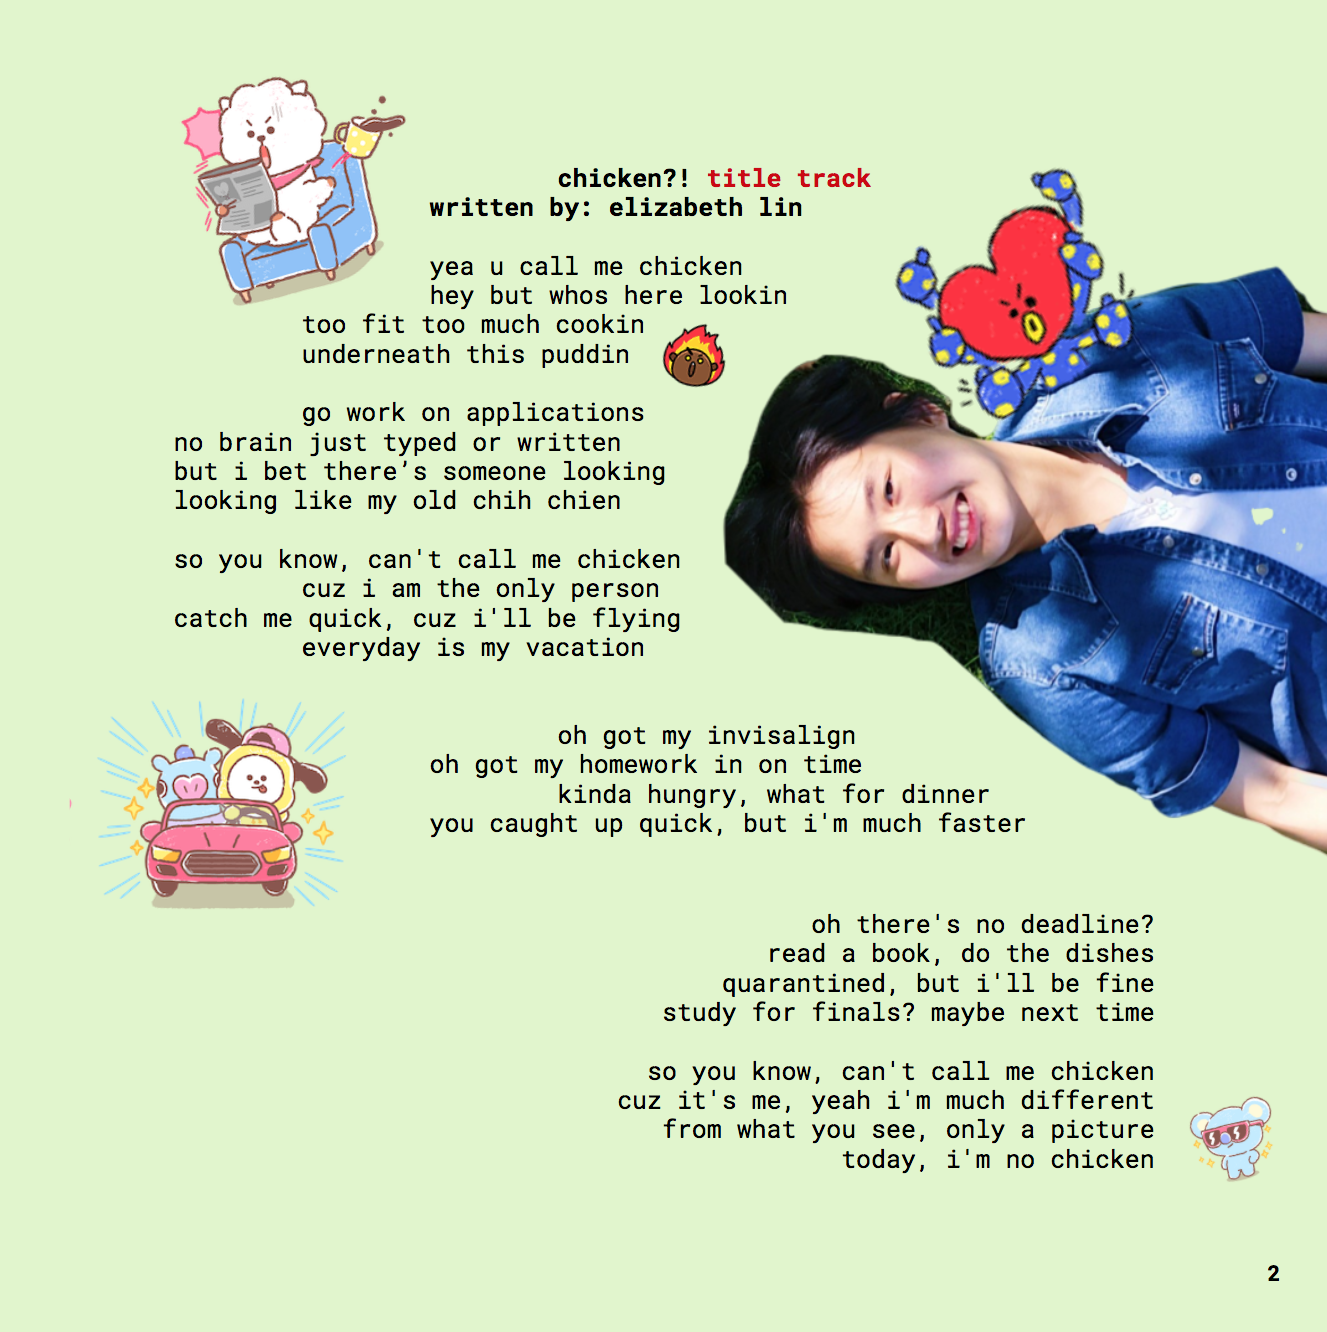 chicken?! title track
written by: elizabeth lin
yea u call me chicken
hey but whos here lookin
too fit too much cookin
underneath this puddin
go work on applications
no brain just typed or written
but i bet there’s someone looking
looking like my old chih chien
so you know, can't call me chicken
cuz i am the only person
catch me quick, cuz i'll be flying
everyday is my vacation
oh got my invisalign
oh got my homework in on time
kinda hungry, what for dinner
you caught up quick, but i'm much faster
oh there's no deadline?
read a book, do the dishes
quarantined, but i'll be fine
study for finals? maybe next time
so you know, can't call me chicken
cuz it's me, yeah i'm much different
from what you see, only a picture
today, i'm no chicken
2